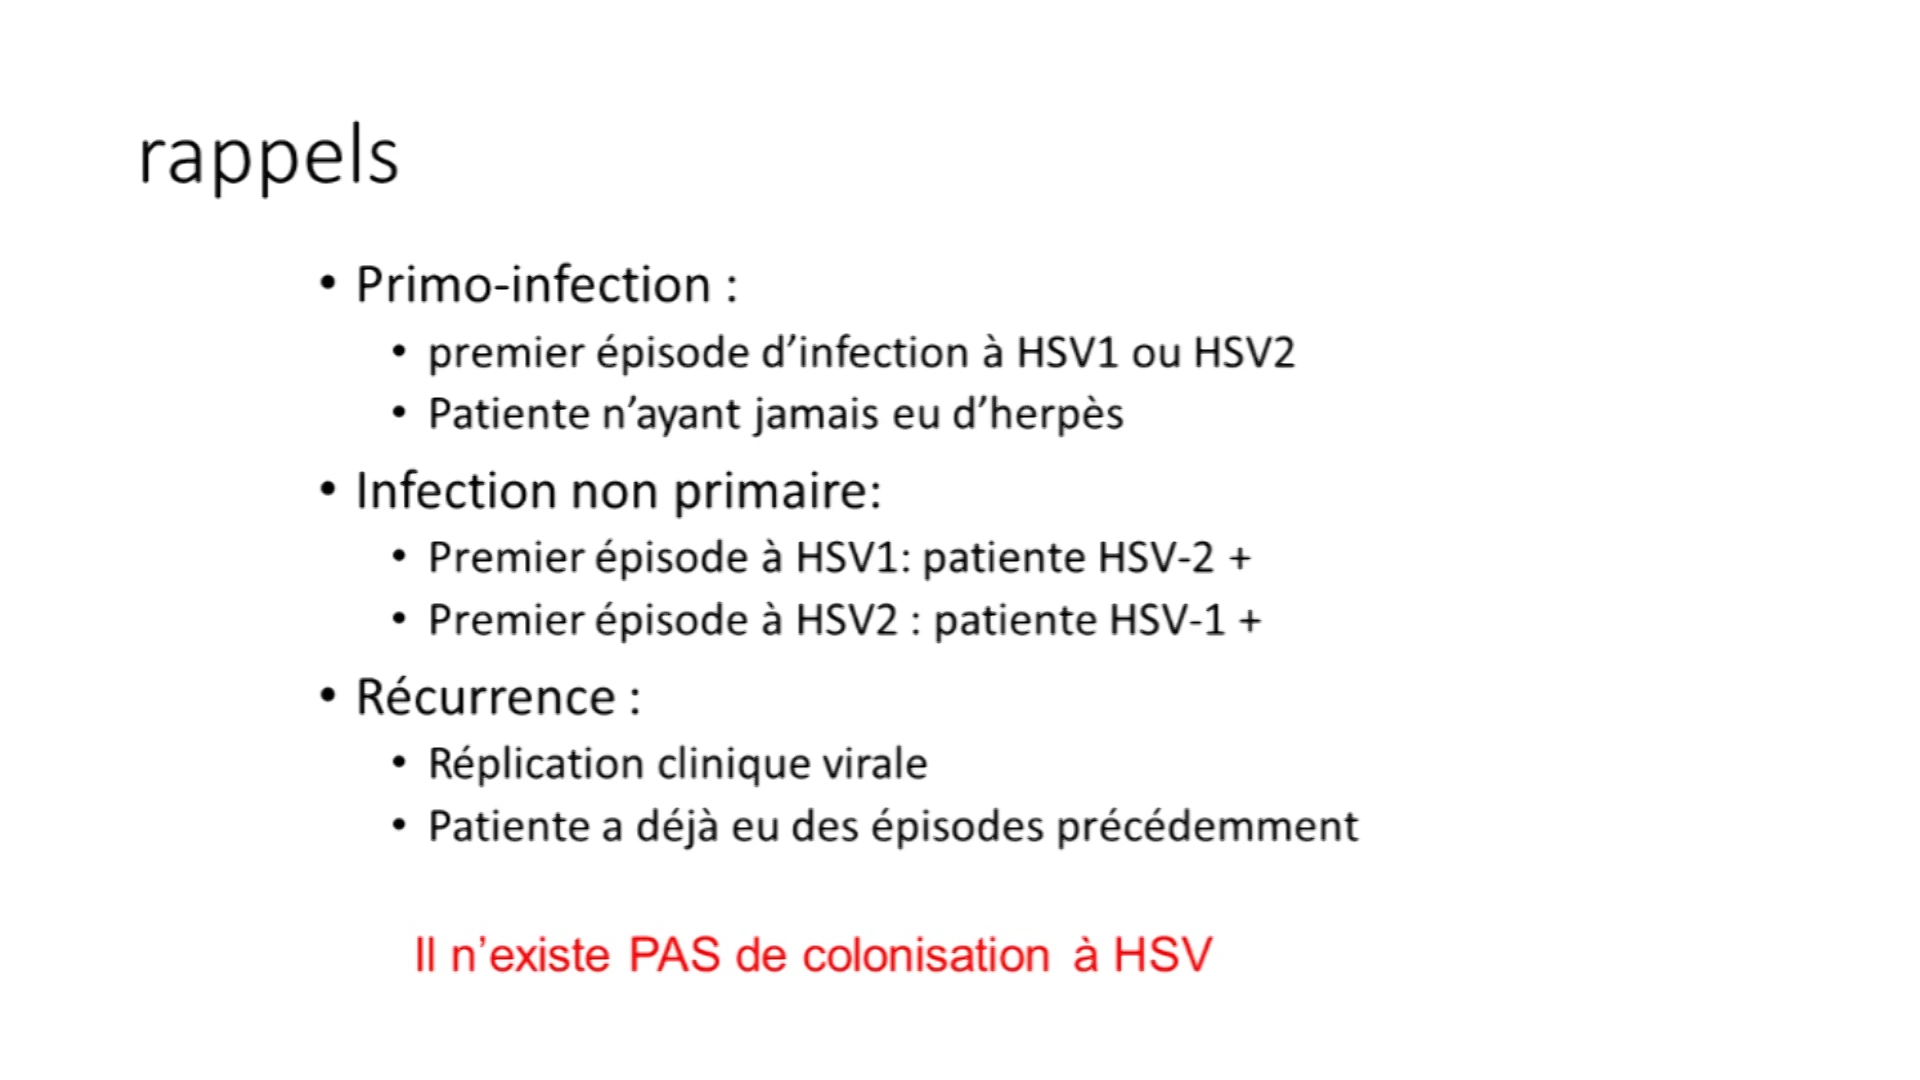 rappels
• Primo-infection :
• premier épisode d’infection à HSV1 ou HSV2
• Patiente n’ayant jamais eu d’herpès
• Infection non primaire:
• Premier épisode à HSV1: patiente HSV-2 +
• Premier épisode à HSV2 : patiente HSV-1 +
• Récurrence :
• Réplication clinique virale
• Patiente a déjà eu des épisodes précédemment
Il n’existe PAS de colonisation à HSV